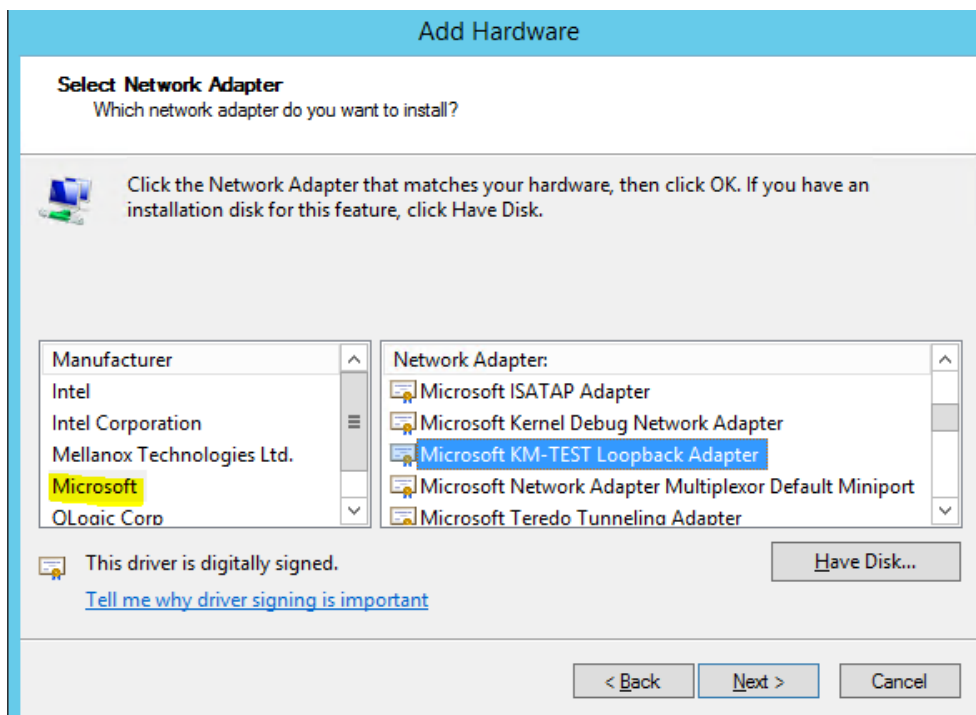 Add Hardware
Select Network Adapter
Which network adapter do you want to install?
Click the Network Adapter that matches your hardware, then click OK. If you have an
installation disk for this feature, click Have Disk.
Manufacturer
Intel
Intel Corporation
Mellanox Technologies Ltd.
Microsoft
QLogic Corp
Network Adapter:
Microsoft ISATAP Adapter
Microsoft Kernel Debug Network Adapter
Microsoft KM-TEST Loopback Adapter
Microsoft Network Adapter Multiplexor Default Miniport
Microsoft Teredo Tunneling Adapter
This driver is digitally signed.
Tell me why driver signing is important
Have Disk...
< Back
Next >
Cancel